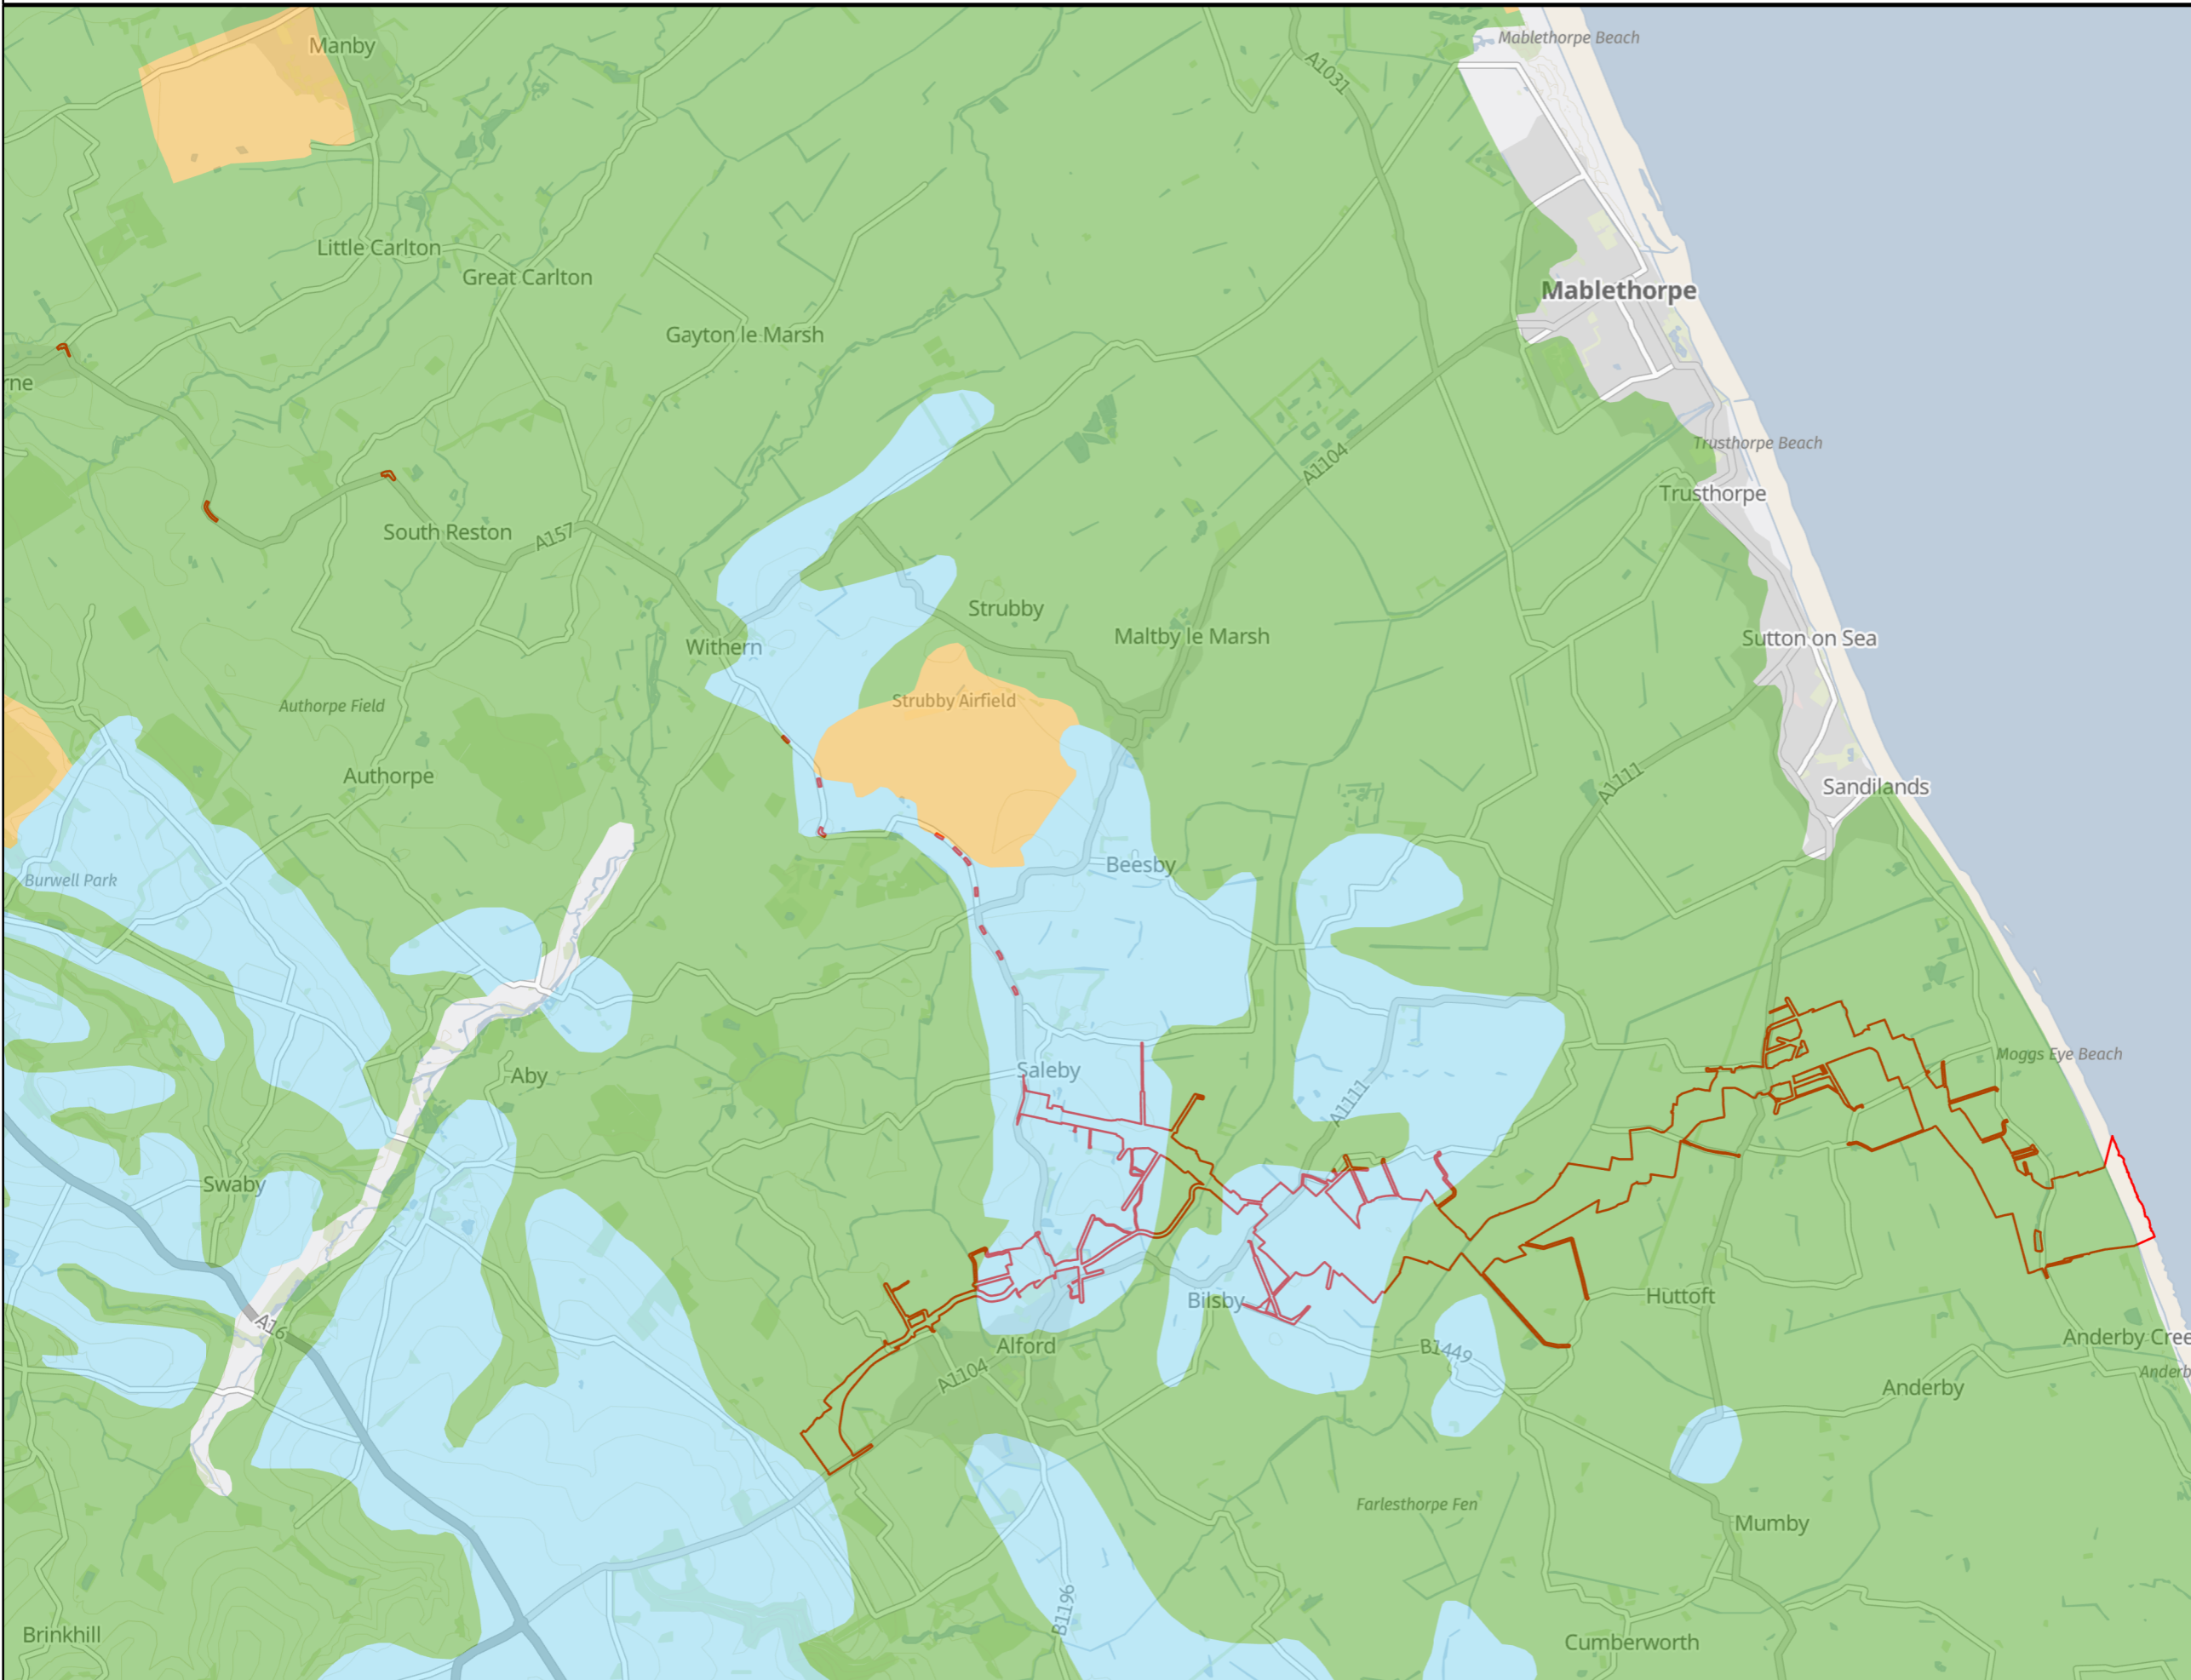 Mablethorpe Beach
Manby
A1031
Little Carlton
Great Carlton
Mablethorpe
Gayton le Marsh
rne
Trusthorpe Beach
A1104
Trusthorpe
South Reston
A157
Strubby
Maltby le Marsh
Sutton on Sea
Withern
Strubby Airfield
Authorpe Field
Authorpe
A1111
Sandilands
Beesby
Burwell Park
Moggs Eye Beach
Saleby
Aby
A1111
Swaby
Bilsby
Huttoft
A16
Anderby Cree
Alford
B1449
Anderb
A1104
Anderby
Farlesthorpe Fen
Mumby
B1196
Brinkhill
Cumberworth